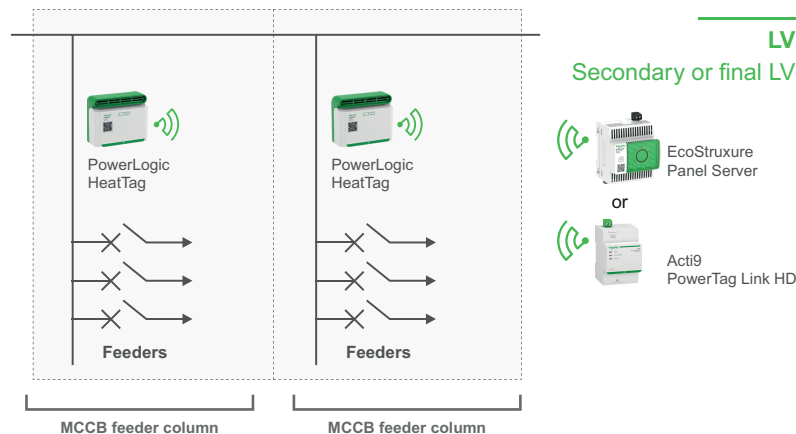 LV
Secondary or final LV
PowerLogic
HeatTag
PowerLogic
HeatTag
EcoStruxure
Panel Server
or
Acti9
PowerTag Link HD
Feeders
Feeders
MCCB feeder column
MCCB feeder column